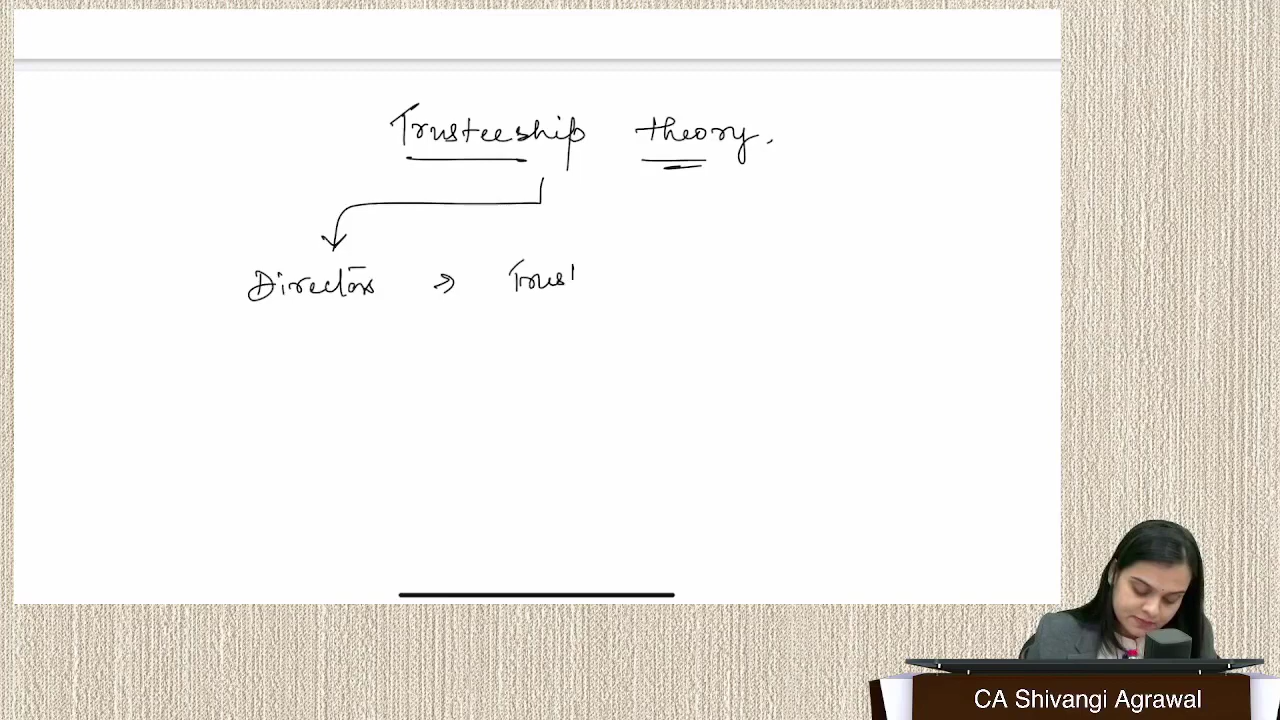 Trusteeship theory.
Directors → Trust
CA Shivangi Agrawal